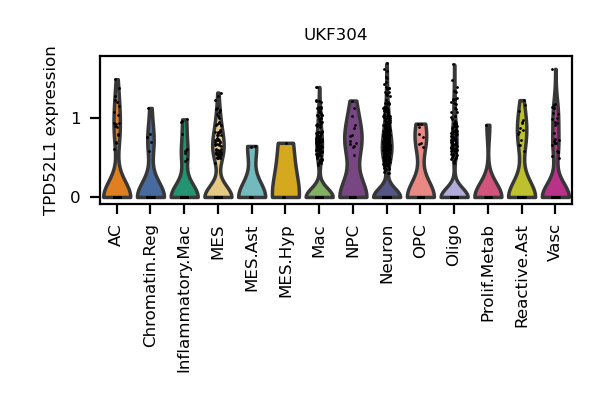 UKF304
TPD52L1 expression
1
0
AC
Chromatin.Reg
Inflammatory.Mac
MES
MES.Ast
MES.Hyp
Mac
NPC
Neuron
OPC
Oligo
Prolif.Metab
Reactive.Ast
Vasc